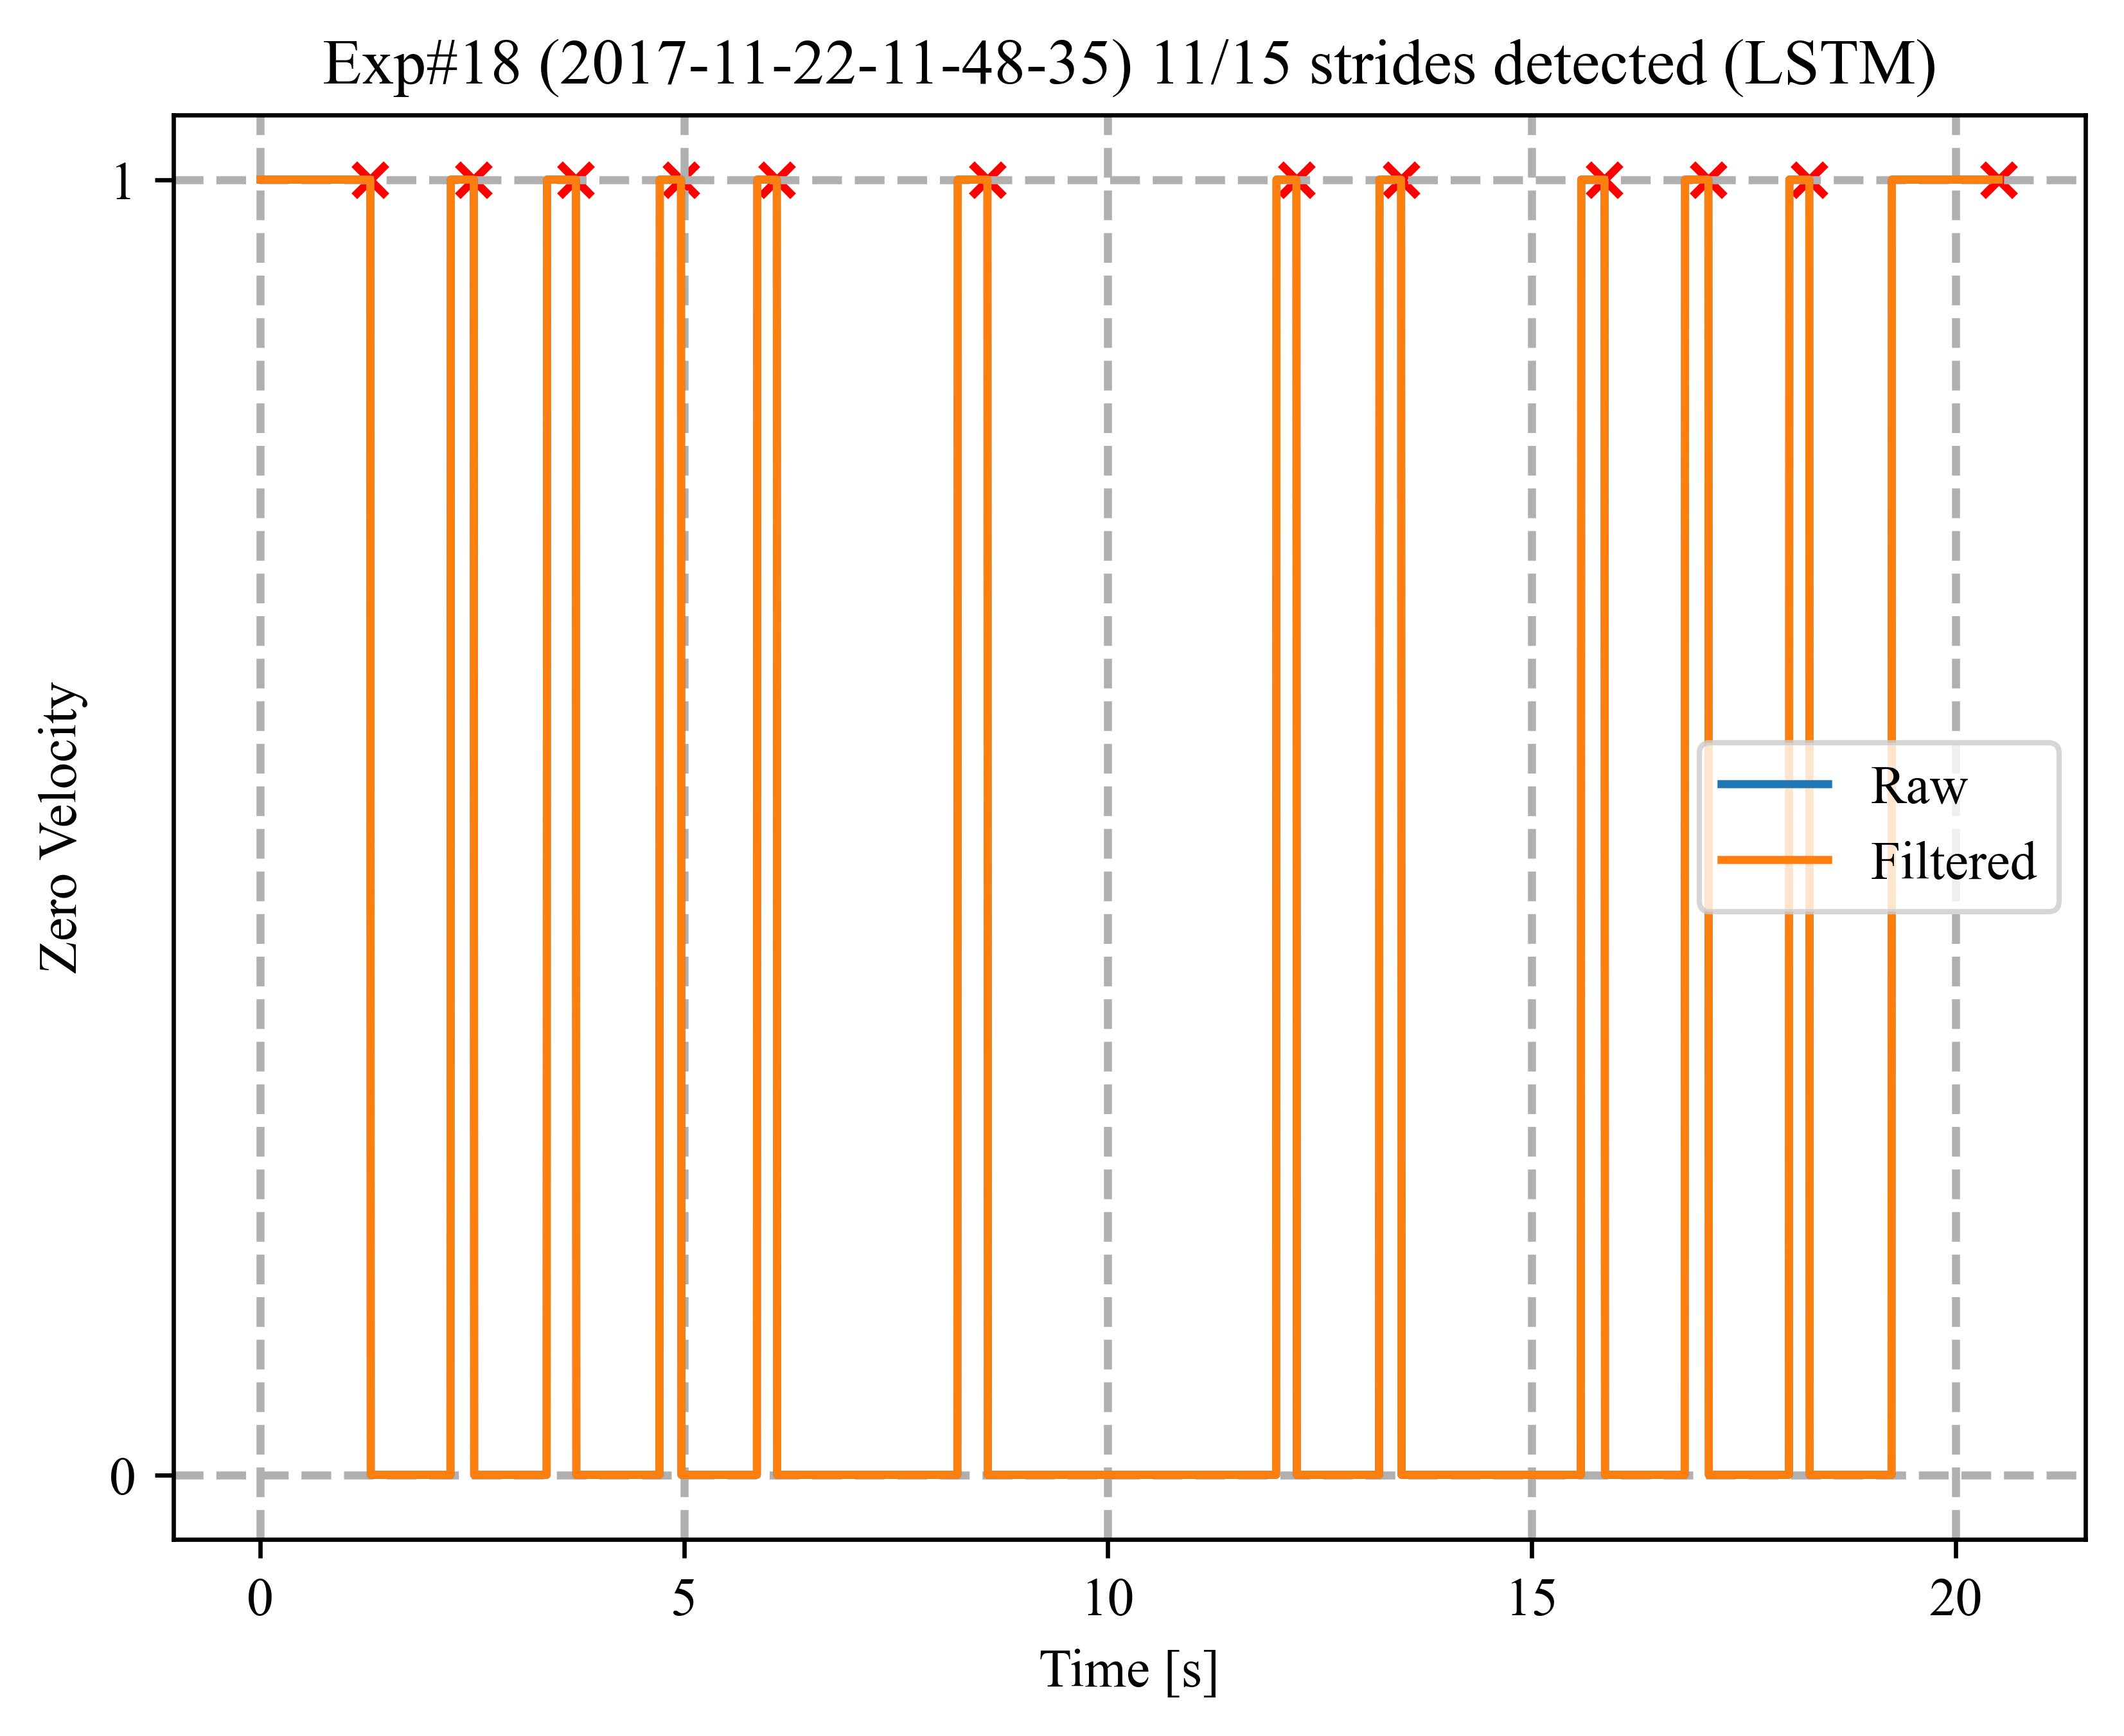 Exp#18 (2017-11-22-11-48-35) 11/15 strides detected (LSTM)
1
Zero Velocity
Raw
Filtered
0
0 5 10 15 20
Time [s]